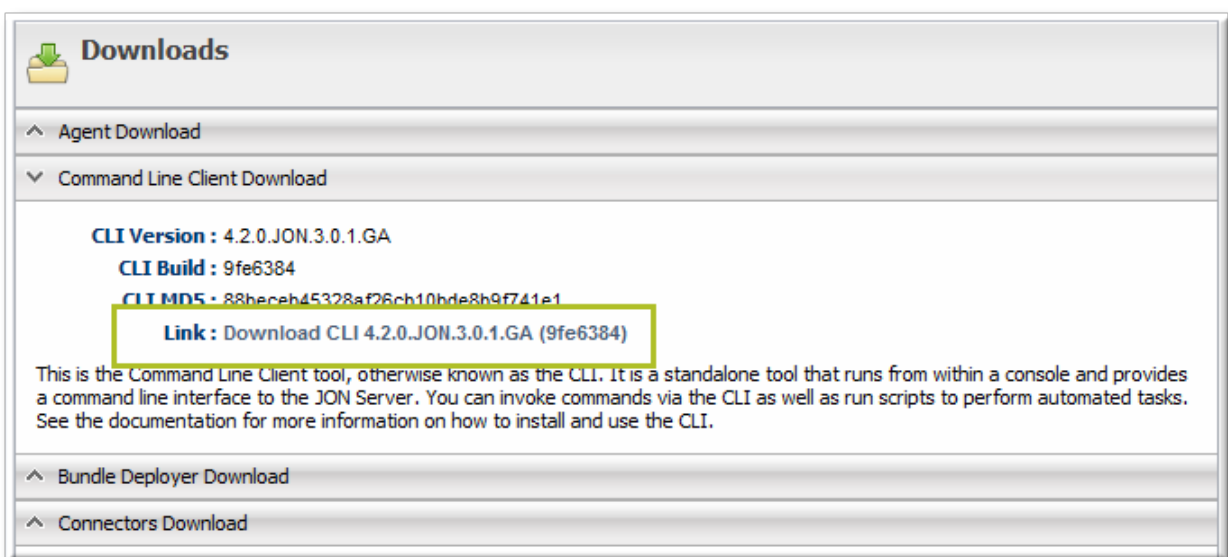 Downloads
Agent Download
Command Line Client Download
CLI Version : 4.2.0.JON.3.0.1.GA
CLI Build : 9fe6384
CLI MD5 : 88beceb45328af26cb10bde8b9f741e1
Link : Download CLI 4.2.0.JON.3.0.1.GA (9fe6384)
This is the Command Line Client tool, otherwise known as the CLI. It is a standalone tool that runs from within a console and provides
a command line interface to the JON Server. You can invoke commands via the CLI as well as run scripts to perform automated tasks.
See the documentation for more information on how to install and use the CLI.
Bundle Deployer Download
Connectors Download